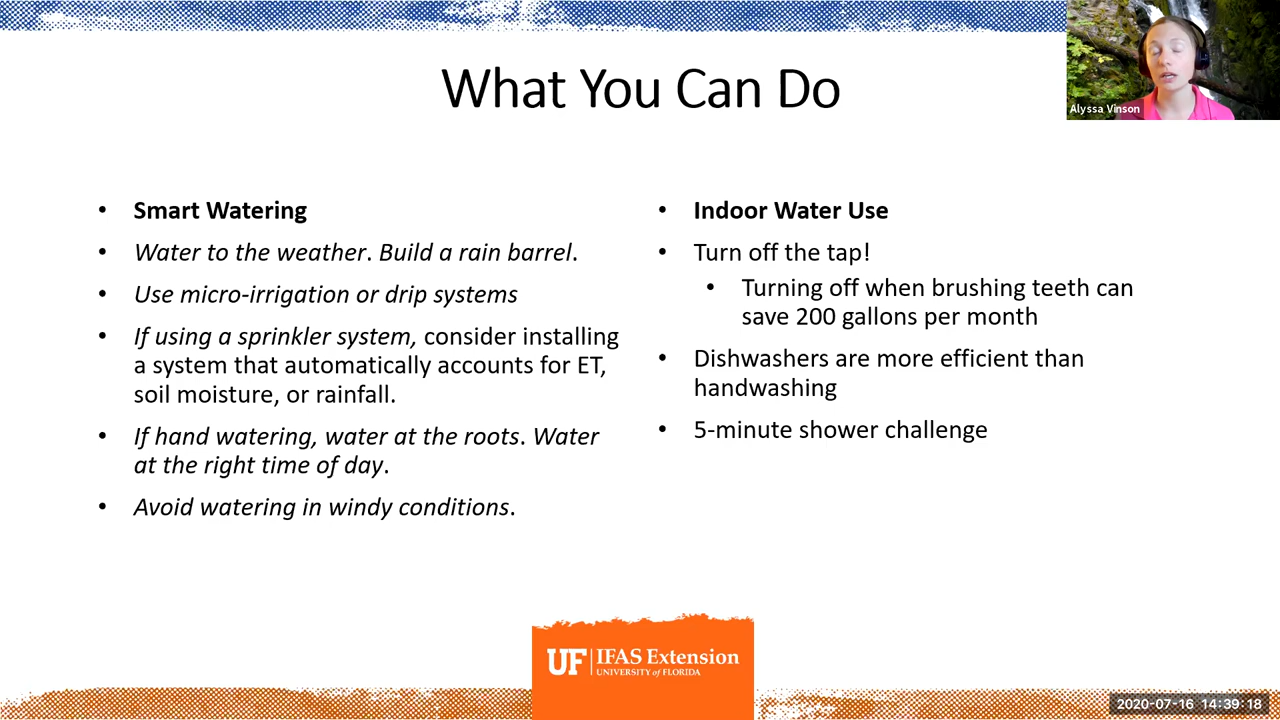 What You Can Do
Alyssa Vinson
• Smart Watering
• Water to the weather. Build a rain barrel.
• Use micro-irrigation or drip systems
• If using a sprinkler system, consider installing
a system that automatically accounts for ET,
soil moisture, or rainfall.
• If hand watering, water at the roots. Water
at the right time of day.
• Avoid watering in windy conditions.
• Indoor Water Use
• Turn off the tap!
• Turning off when brushing teeth can
save 200 gallons per month
• Dishwashers are more efficient than
handwashing
• 5-minute shower challenge
UF IFAS Extension
UNIVERSITY of FLORIDA
2020-07-16 14:39:18